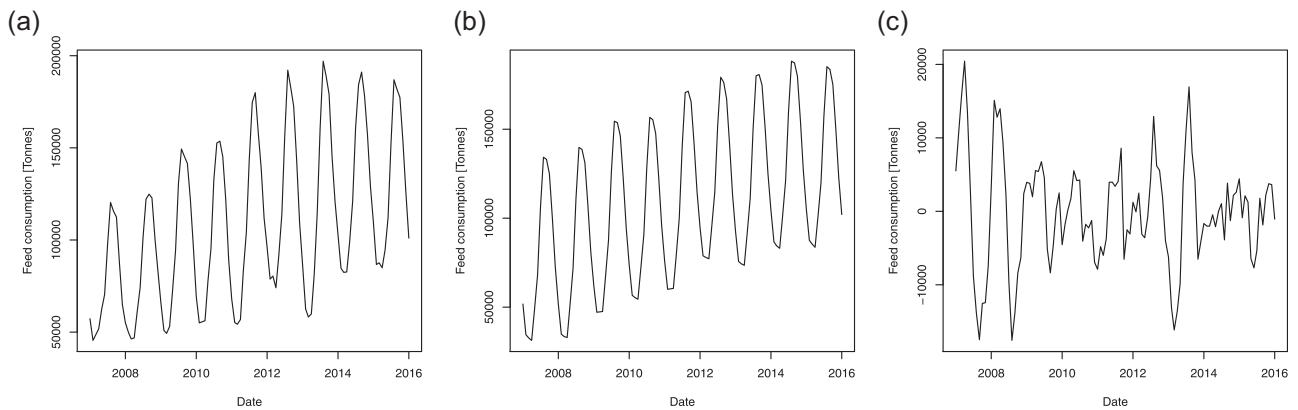 (a)
(b)
(c)
Feed consumption [Tonnes]
50000 100000 150000 200000
2008 2010 2012 2014 2016
Date
Feed consumption [Tonnes]
50000 100000 150000
2008 2010 2012 2014 2016
Date
Feed consumption [Tonnes]
−10000 0 10000 20000
2008 2010 2012 2014 2016
Date